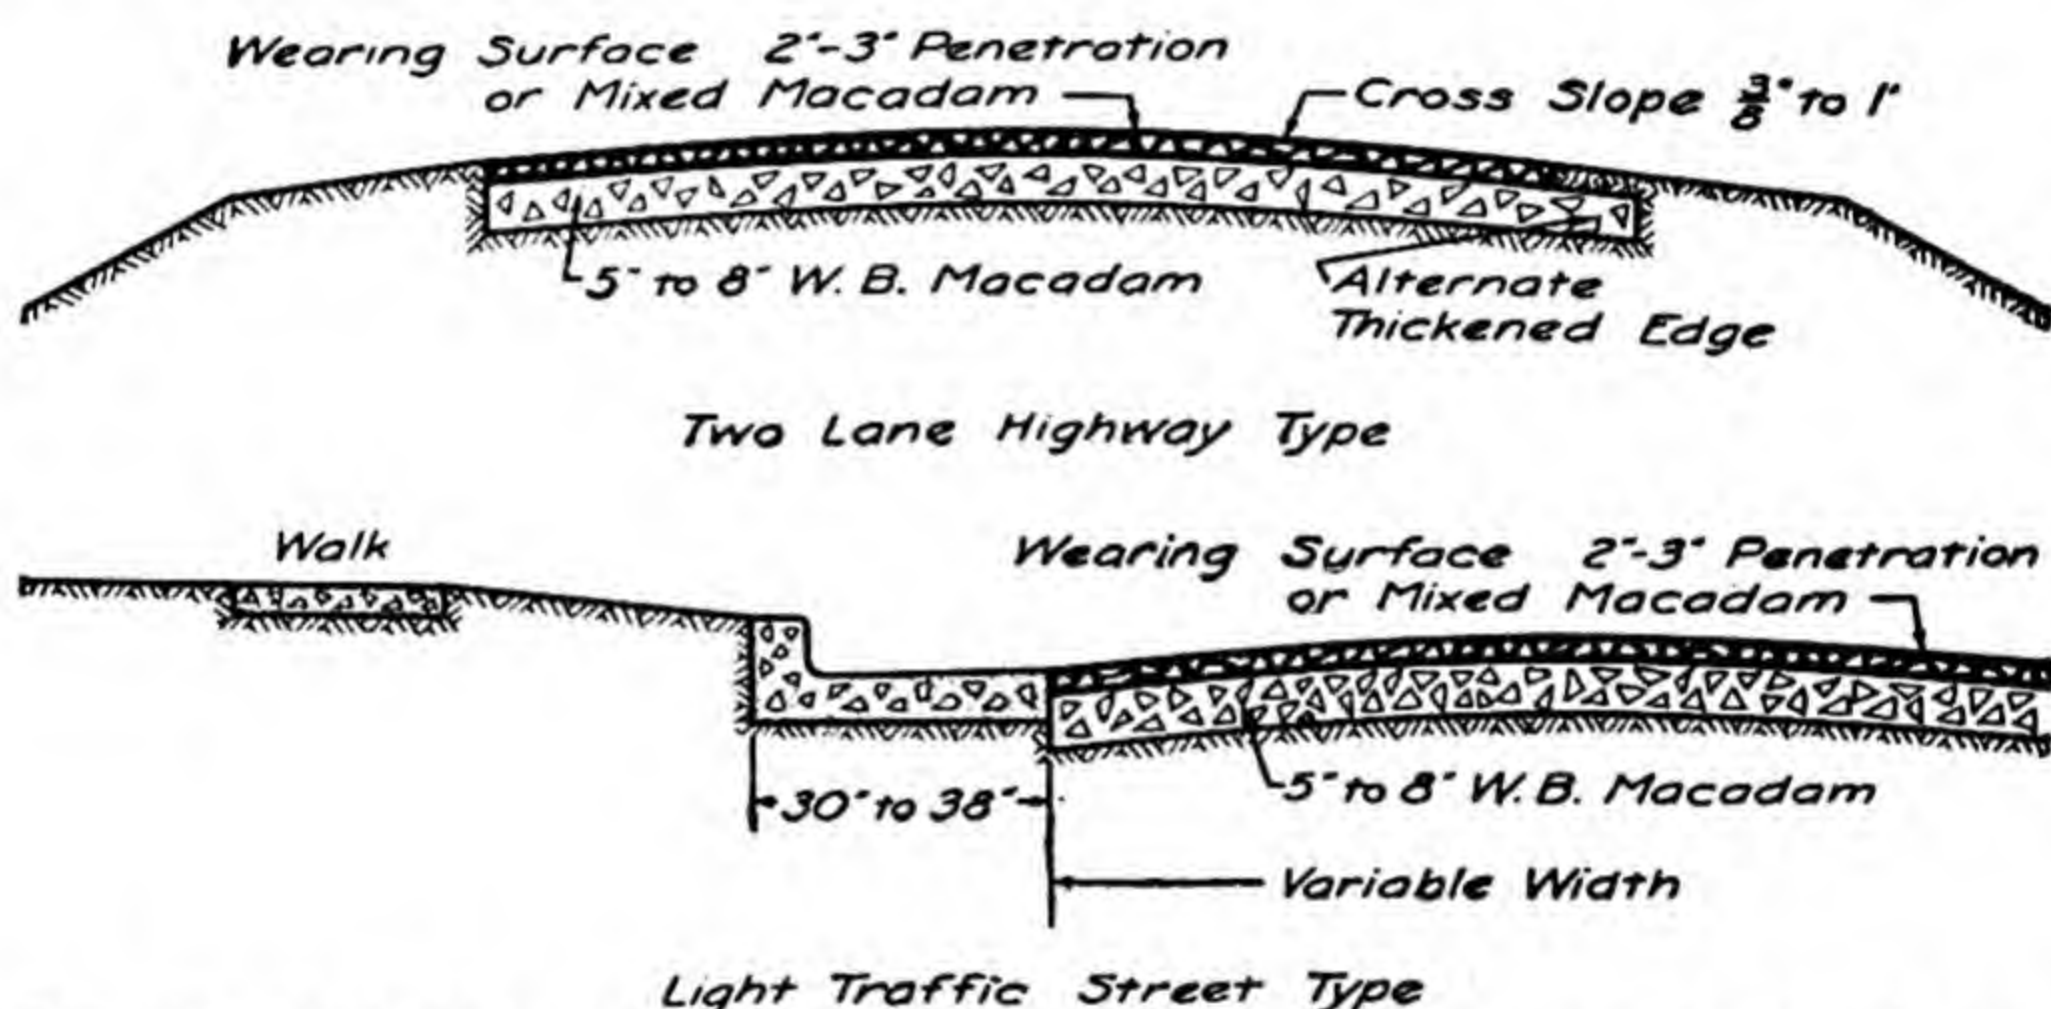 Wearing Surface 2"-3" Penetration
or Mixed Macadam
Cross Slope 3/8" to 1'
5" to 8" W. B. Macadam
Alternate
Thickened Edge
Two Lane Highway Type
Walk
Wearing Surface 2"-3" Penetration
or Mixed Macadam
30" to 38"
5" to 8" W. B. Macadam
Variable Width
Light Traffic Street Type